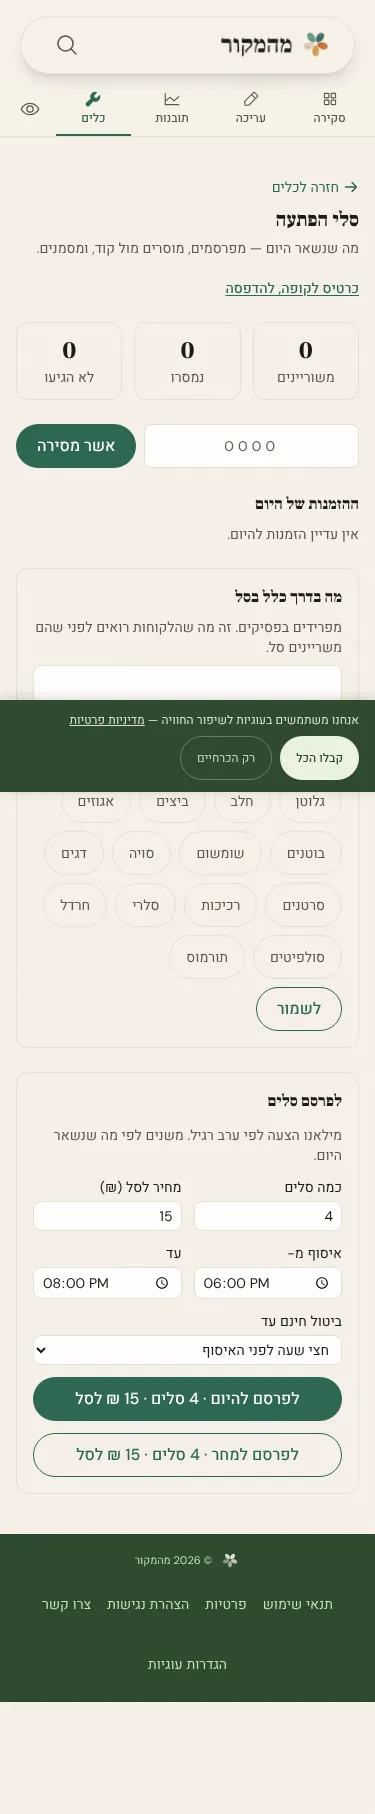 מהמקור
סקירה
עריכה
תובנות
כלים
חזרה לכלים
סלי הפתעה
מה שנשאר היום — מפרסמים, מוסרים מול קוד, ומסמנים.
כרטיס לקופה, להדפסה
0 0 0
משוריינים נמסרו לא הגיעו
0 0 0 0 אשר מסירה
ההזמנות של היום
אין עדיין הזמנות להיום.
מה בדרך כלל בסל
מפרידים בפסיקים. זה מה שהלקוחות רואים לפני שהם
משריינים סל.
אנחנו משתמשים בעוגיות לשיפור החוויה — מדיניות פרטיות
קבלו הכל רק הכרחיים
גלוטן חלב ביצים אגוזים
בוטנים שומשום סויה דגים
סרטנים רכיכות סלרי חרדל
סולפיטים תורמוס
לשמור
לפרסם סלים
מילאנו הצעה לפי ערב רגיל. משנים לפי מה שנשאר
היום.
כמה סלים מחיר לסל (₪)
4 15
איסוף מ- עד
06:00 PM 08:00 PM
ביטול חינם עד
חצי שעה לפני האיסוף
לפרסם להיום · 4 סלים · 15 ₪ לסל
לפרסם למחר · 4 סלים · 15 ₪ לסל
© 2026 מהמקור
תנאי שימוש פרטיות הצהרת נגישות צרו קשר
הגדרות עוגיות